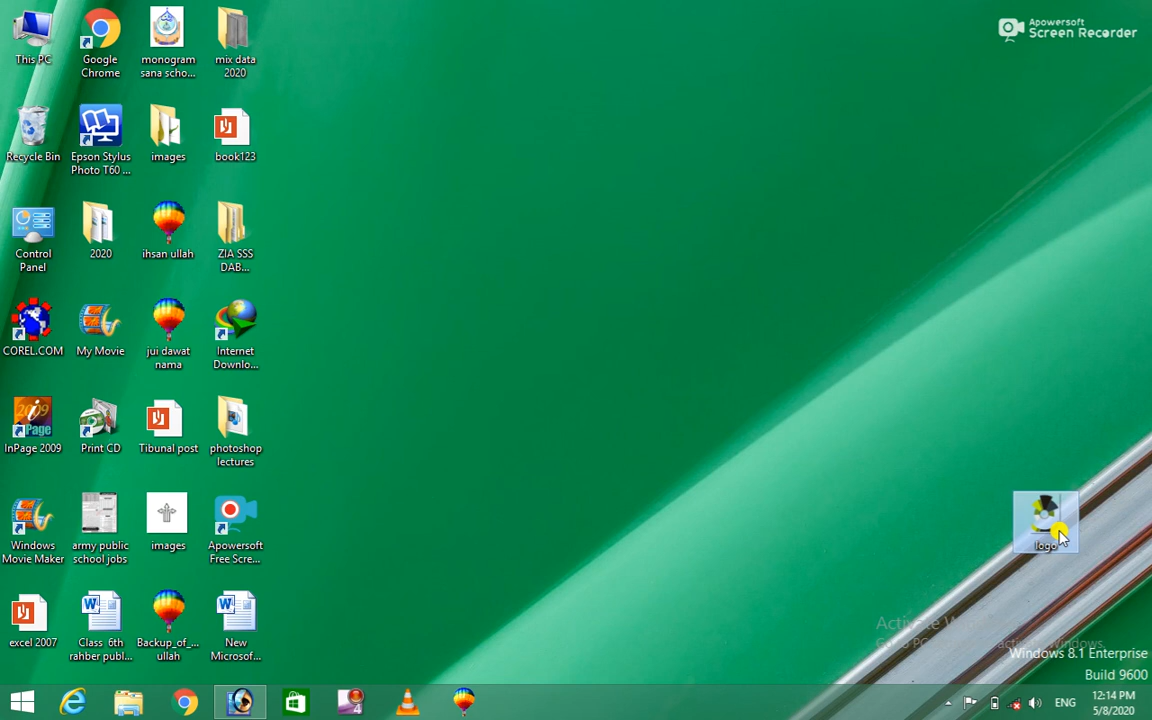 Apowersoft
Screen Recorder
This PC
Google
Chrome
monogram
sana scho...
mix data
2020
Recycle Bin
Epson Stylus
Photo T60 ...
images
book123
Control
Panel
2020
ihsan ullah
ZIA SSS
DAB...
COREL.COM
My Movie
jui dawat
nama
Internet
Downlo...
2009
iPage
InPage 2009
Print CD
Tibunal post
photoshop
lectures
Windows
Movie Maker
army public
school jobs
images
Apowersoft
Free Scre...
logo
excel 2007
Class 6th
rahber publ...
Backup_of_...
ullah
New
Microsof...
Activate W
Windows.
Windows 8.1 Enterprise
Build 9600
ENG
12:14 PM
5/8/2020